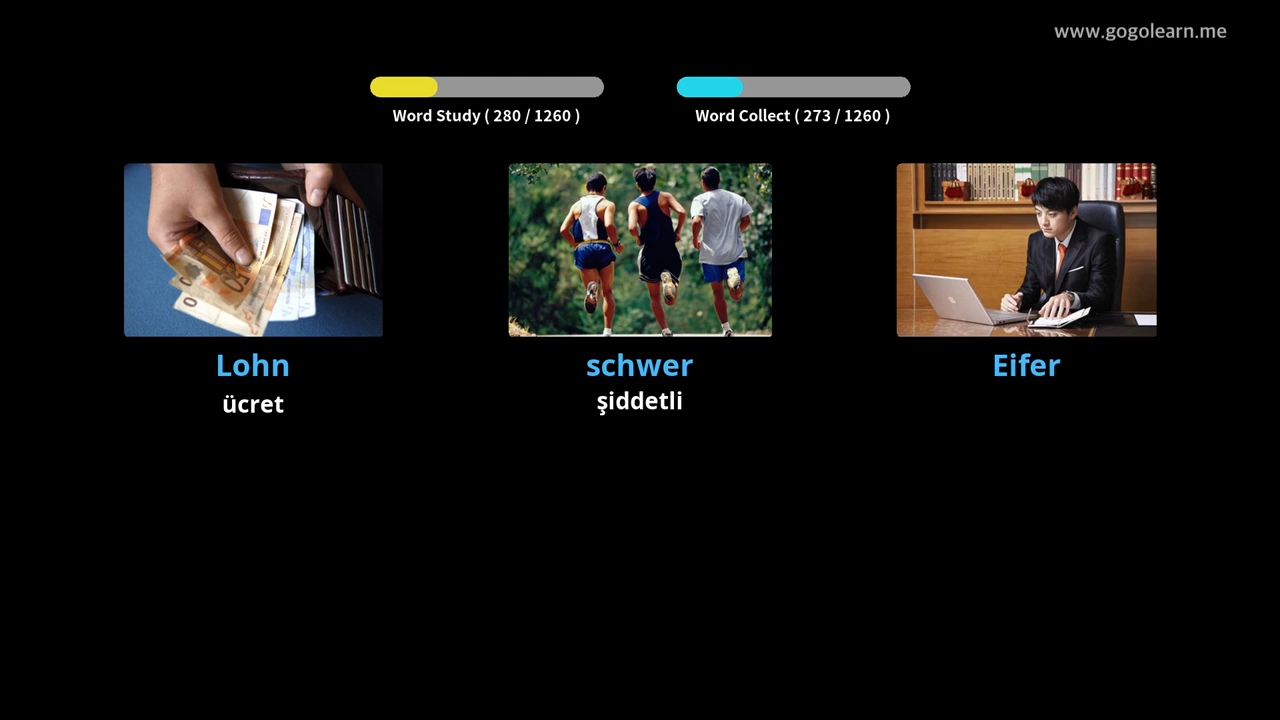 www.gogolearn.me
Word Study ( 280 / 1260 )
Word Collect ( 273 / 1260 )
Lohn
schwer
Eifer
ücret
şiddetli